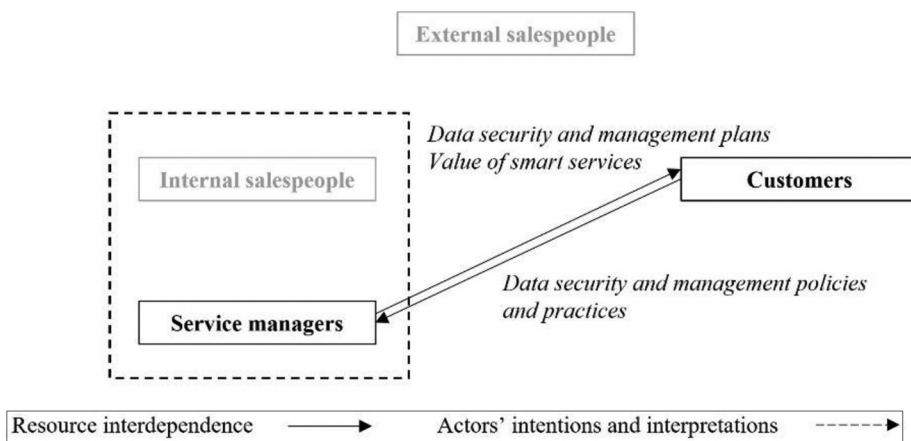 External salespeople
Data security and management plans
Value of smart services
Internal salespeople
Customers
Data security and management policies
and practices
Service managers
Resource interdependence
Actors' intentions and interpretations